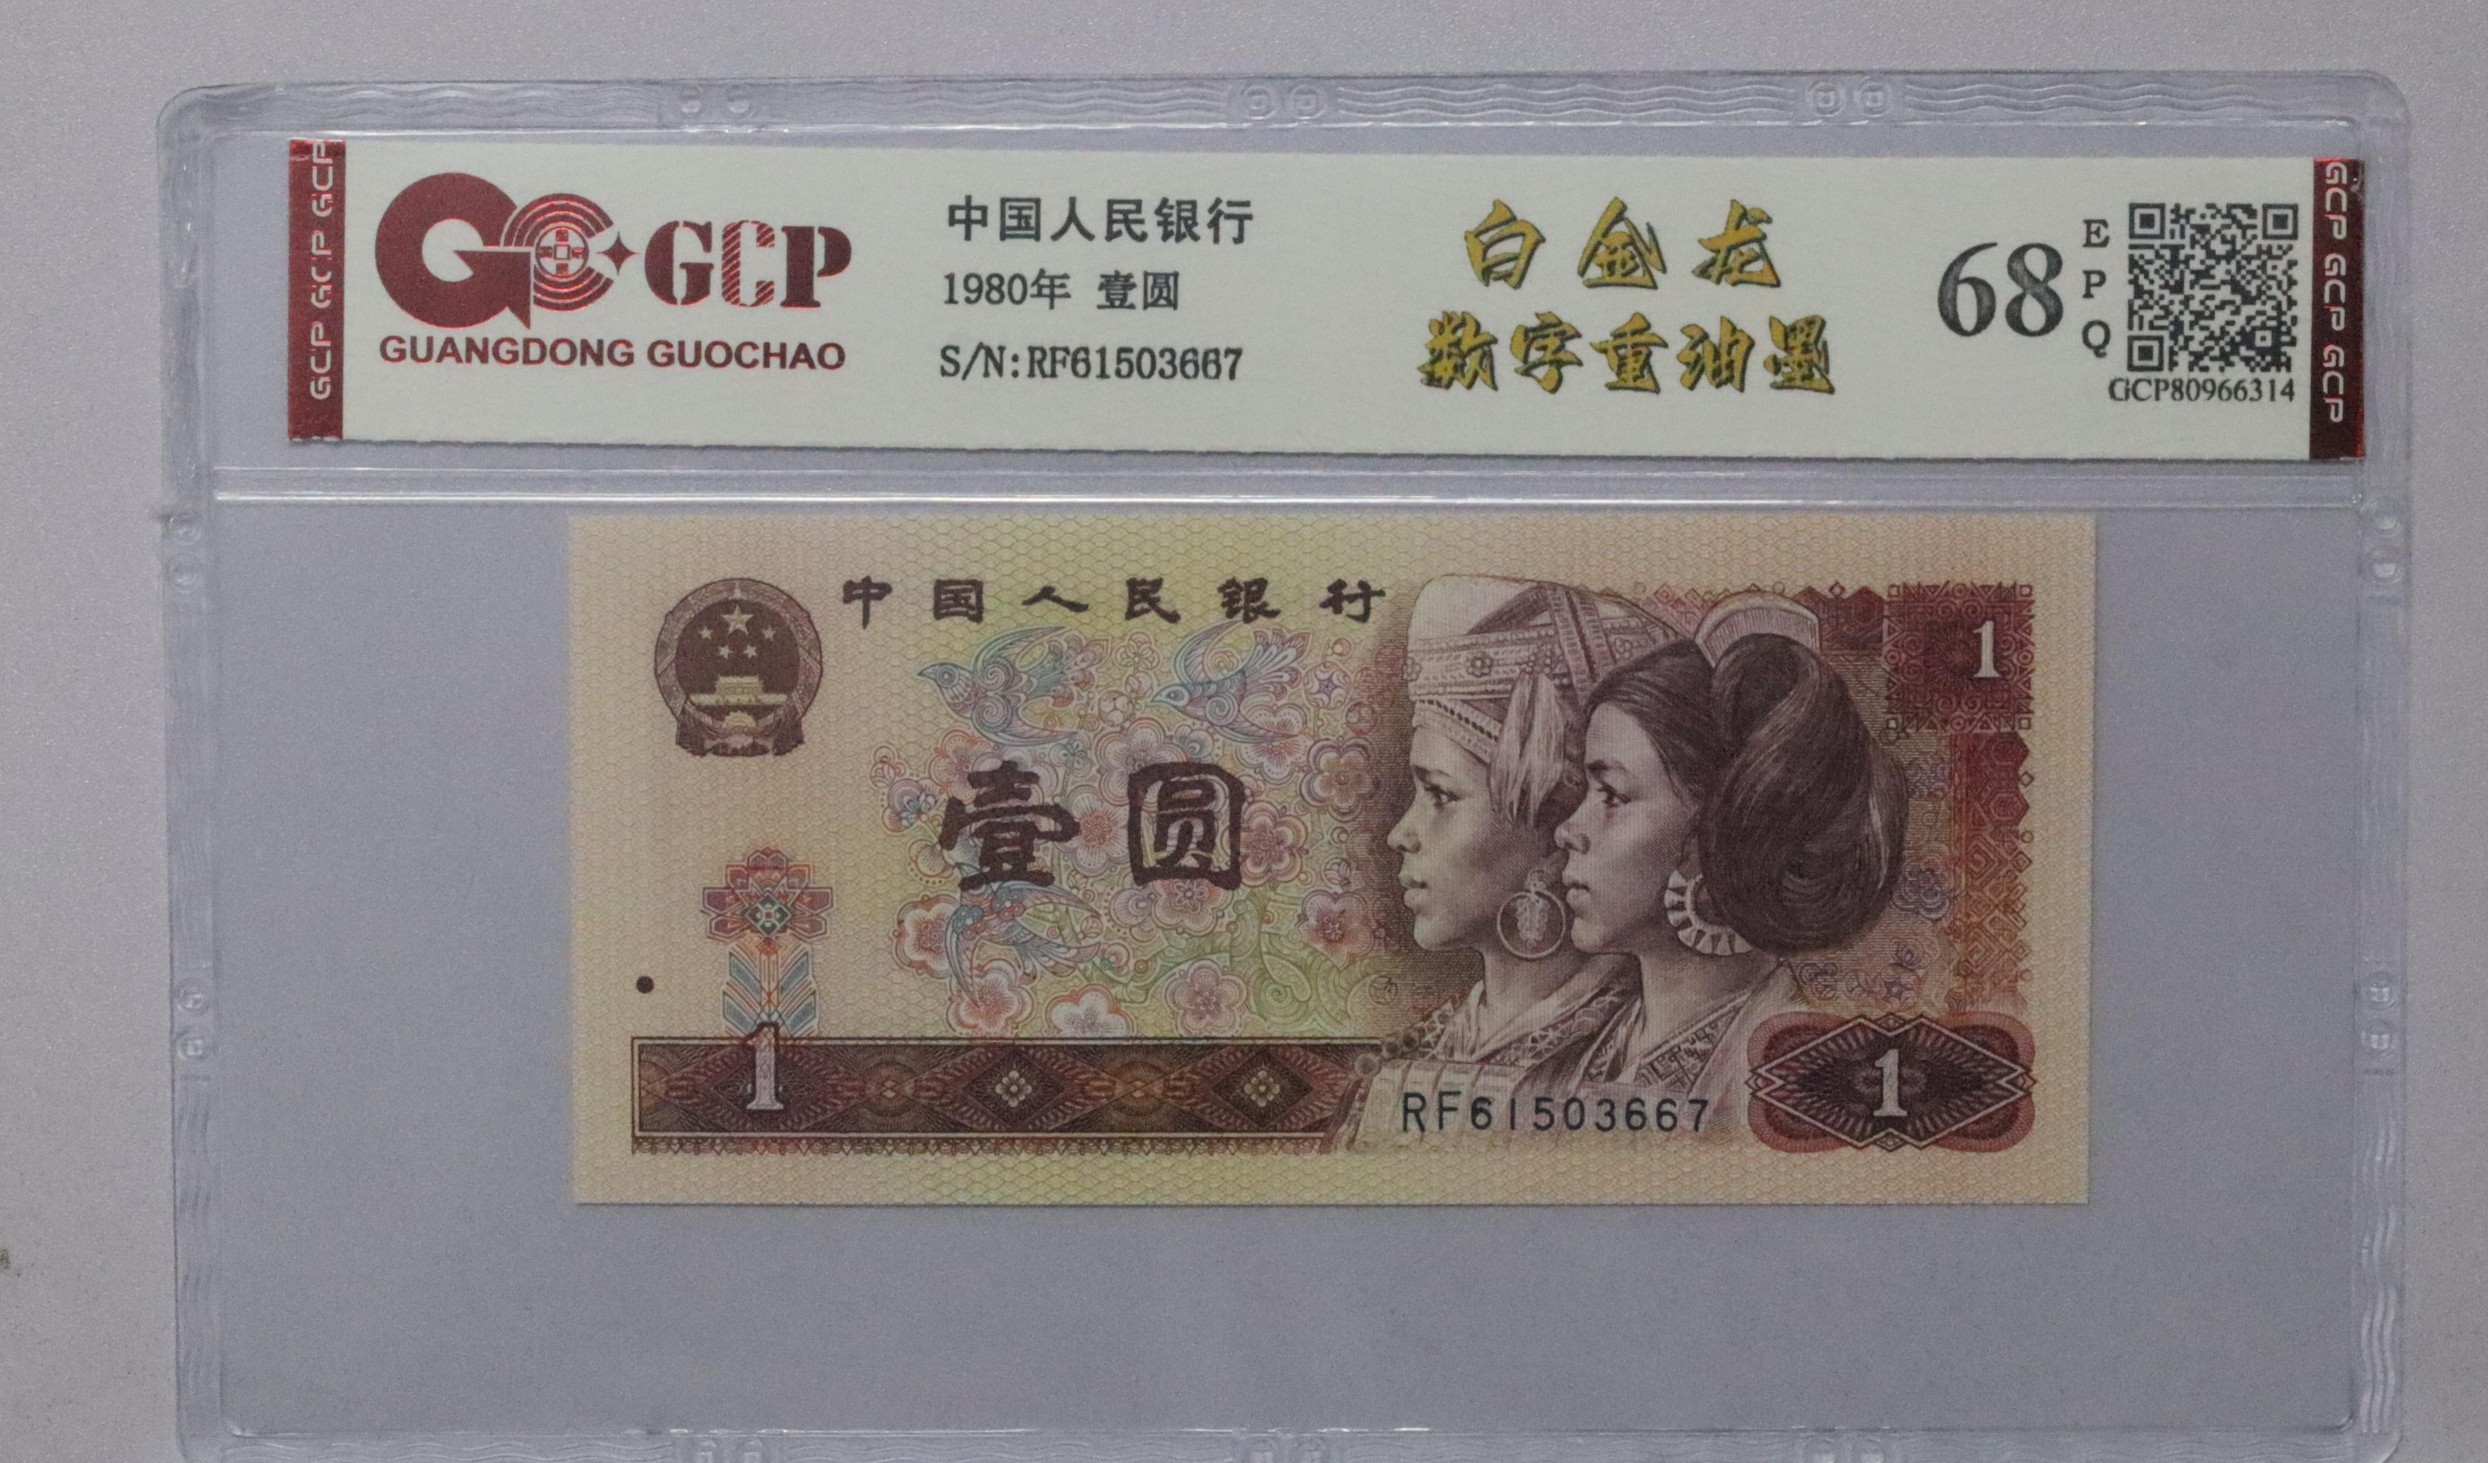 GCP GCP GCP
GCP
GUANGDONG GUOCHAO
中国人民银行
1980年 壹圆
S/N:RF61503667
白金龙
数字重油墨
68
E
P
Q
GCP80966314
GCP GCP GCP
中国人民银行
1
壹圆
1
1
RF61503667